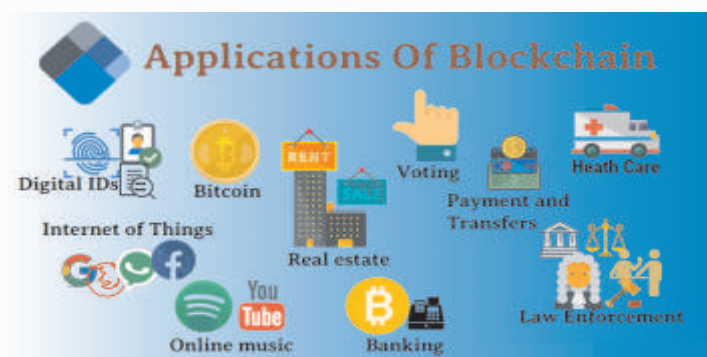 Applications Of Blockchain
Digital IDs
Bitcoin
RENT
SALE
Real estate
Voting
Payment and
Transfers
Heath Care
Internet of Things
You
Tube
Online music
Banking
Law Enforcement